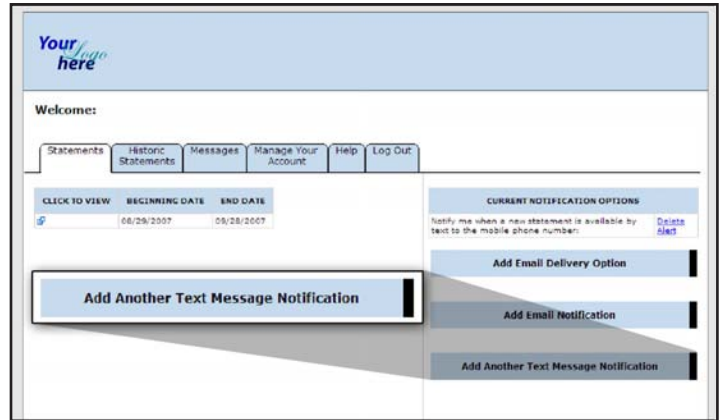 Your
Logo
here
Welcome:
Statements
Historic
Statements
Messages
Manage Your
Account
Help
Log Out
CLICK TO VIEW BEGINNING DATE END DATE
08/29/2007 09/28/2007
CURRENT NOTIFICATION OPTIONS
Notify me when a new statement is available by
text to the mobile phone number:
Delete
Alert
Add Email Delivery Option
Add Another Text Message Notification
Add Email Notification
Add Another Text Message Notification